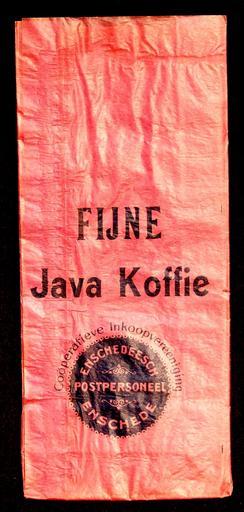 FIJNE
Java Koffie
Coöperatieve Inkoopvereeniging
ENSCHEDEESCH
POSTPERSONEEL
ENSCHEDE